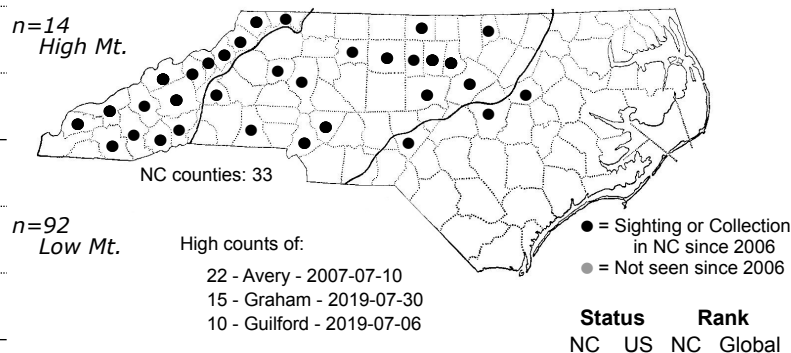 n=14
High Mt.
NC counties: 33
n=92
Low Mt.
High counts of:
22 - Avery - 2007-07-10
15 - Graham - 2019-07-30
10 - Guilford - 2019-07-06
= Sighting or Collection
in NC since 2006
= Not seen since 2006
Status Rank
NC US NC Global